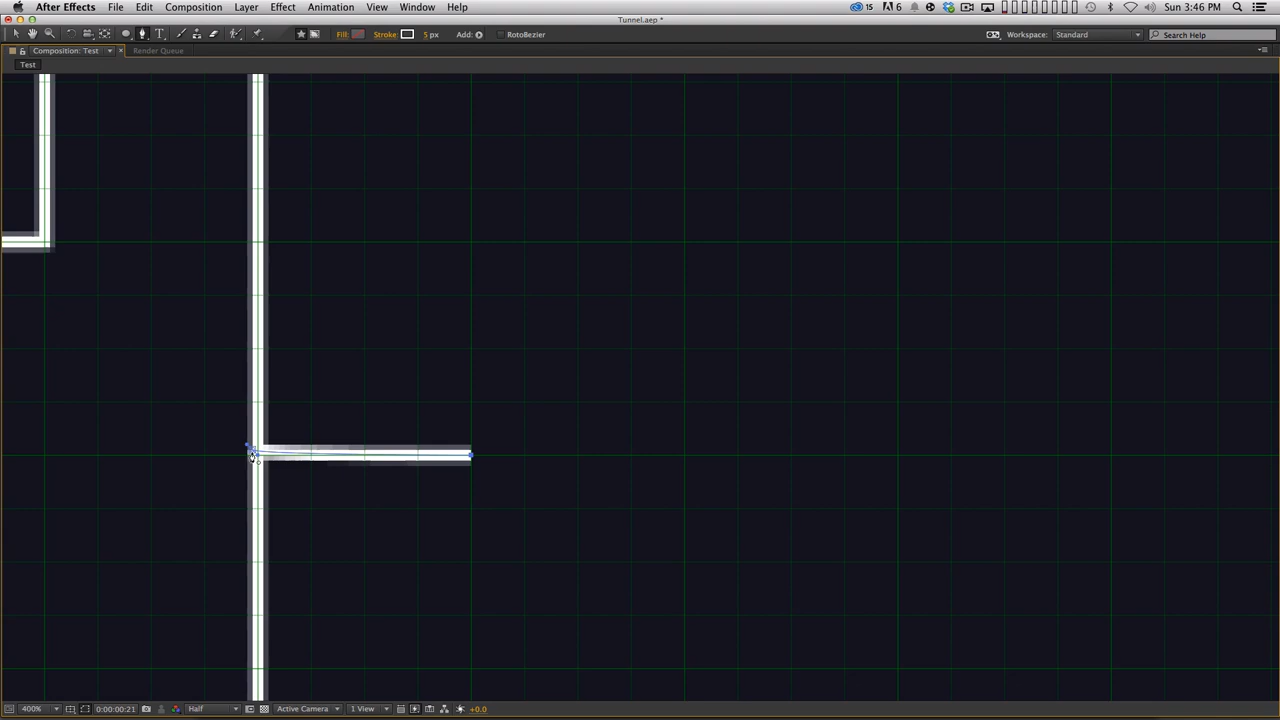 After Effects File Edit Composition Layer Effect Animation View Window Help 15 6 Sun 3:46 PM
Tunnel.aep *
T Fill: Stroke: 5 px Add: RotoBezier Workspace: Standard Search Help
Composition: Test Render Queue
Test
400% 0:00:00:21 Half Active Camera 1 View +0.0